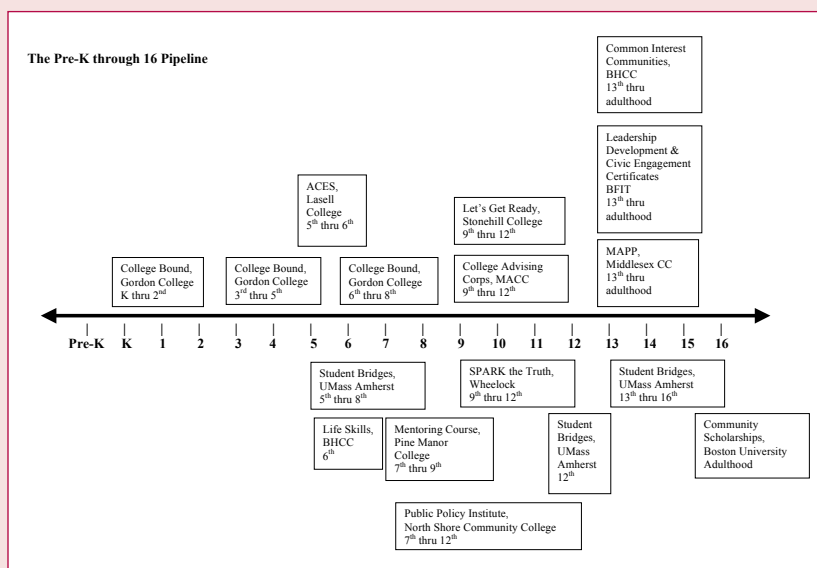 The Pre-K through 16 Pipeline
Common Interest
Communities,
BHCC
13th thru
adulthood
Leadership
Development &
Civic Engagement
Certificates
BFIT
13th thru
adulthood
ACES,
Lasell
College
5th thru 6th
Let's Get Ready,
Stonehill College
9th thru 12th
MAPP,
Middlesex CC
13th thru
adulthood
College Bound,
Gordon College
K thru 2nd
College Bound,
Gordon College
3rd thru 5th
College Bound,
Gordon College
6th thru 8th
College Advising
Corps, MACC
9th thru 12th
Pre-K K 1 2 3 4 5 6 7 8 9 10 11 12 13 14 15 16
Student Bridges,
UMass Amherst
5th thru 8th
SPARK the Truth,
Wheelock
9th thru 12th
Student Bridges,
UMass Amherst
13th thru 16th
Life Skills,
BHCC
6th
Mentoring Course,
Pine Manor
College
7th thru 9th
Student
Bridges,
UMass
Amherst
12th
Community
Scholarships,
Boston University
Adulthood
Public Policy Institute,
North Shore Community College
7th thru 12th